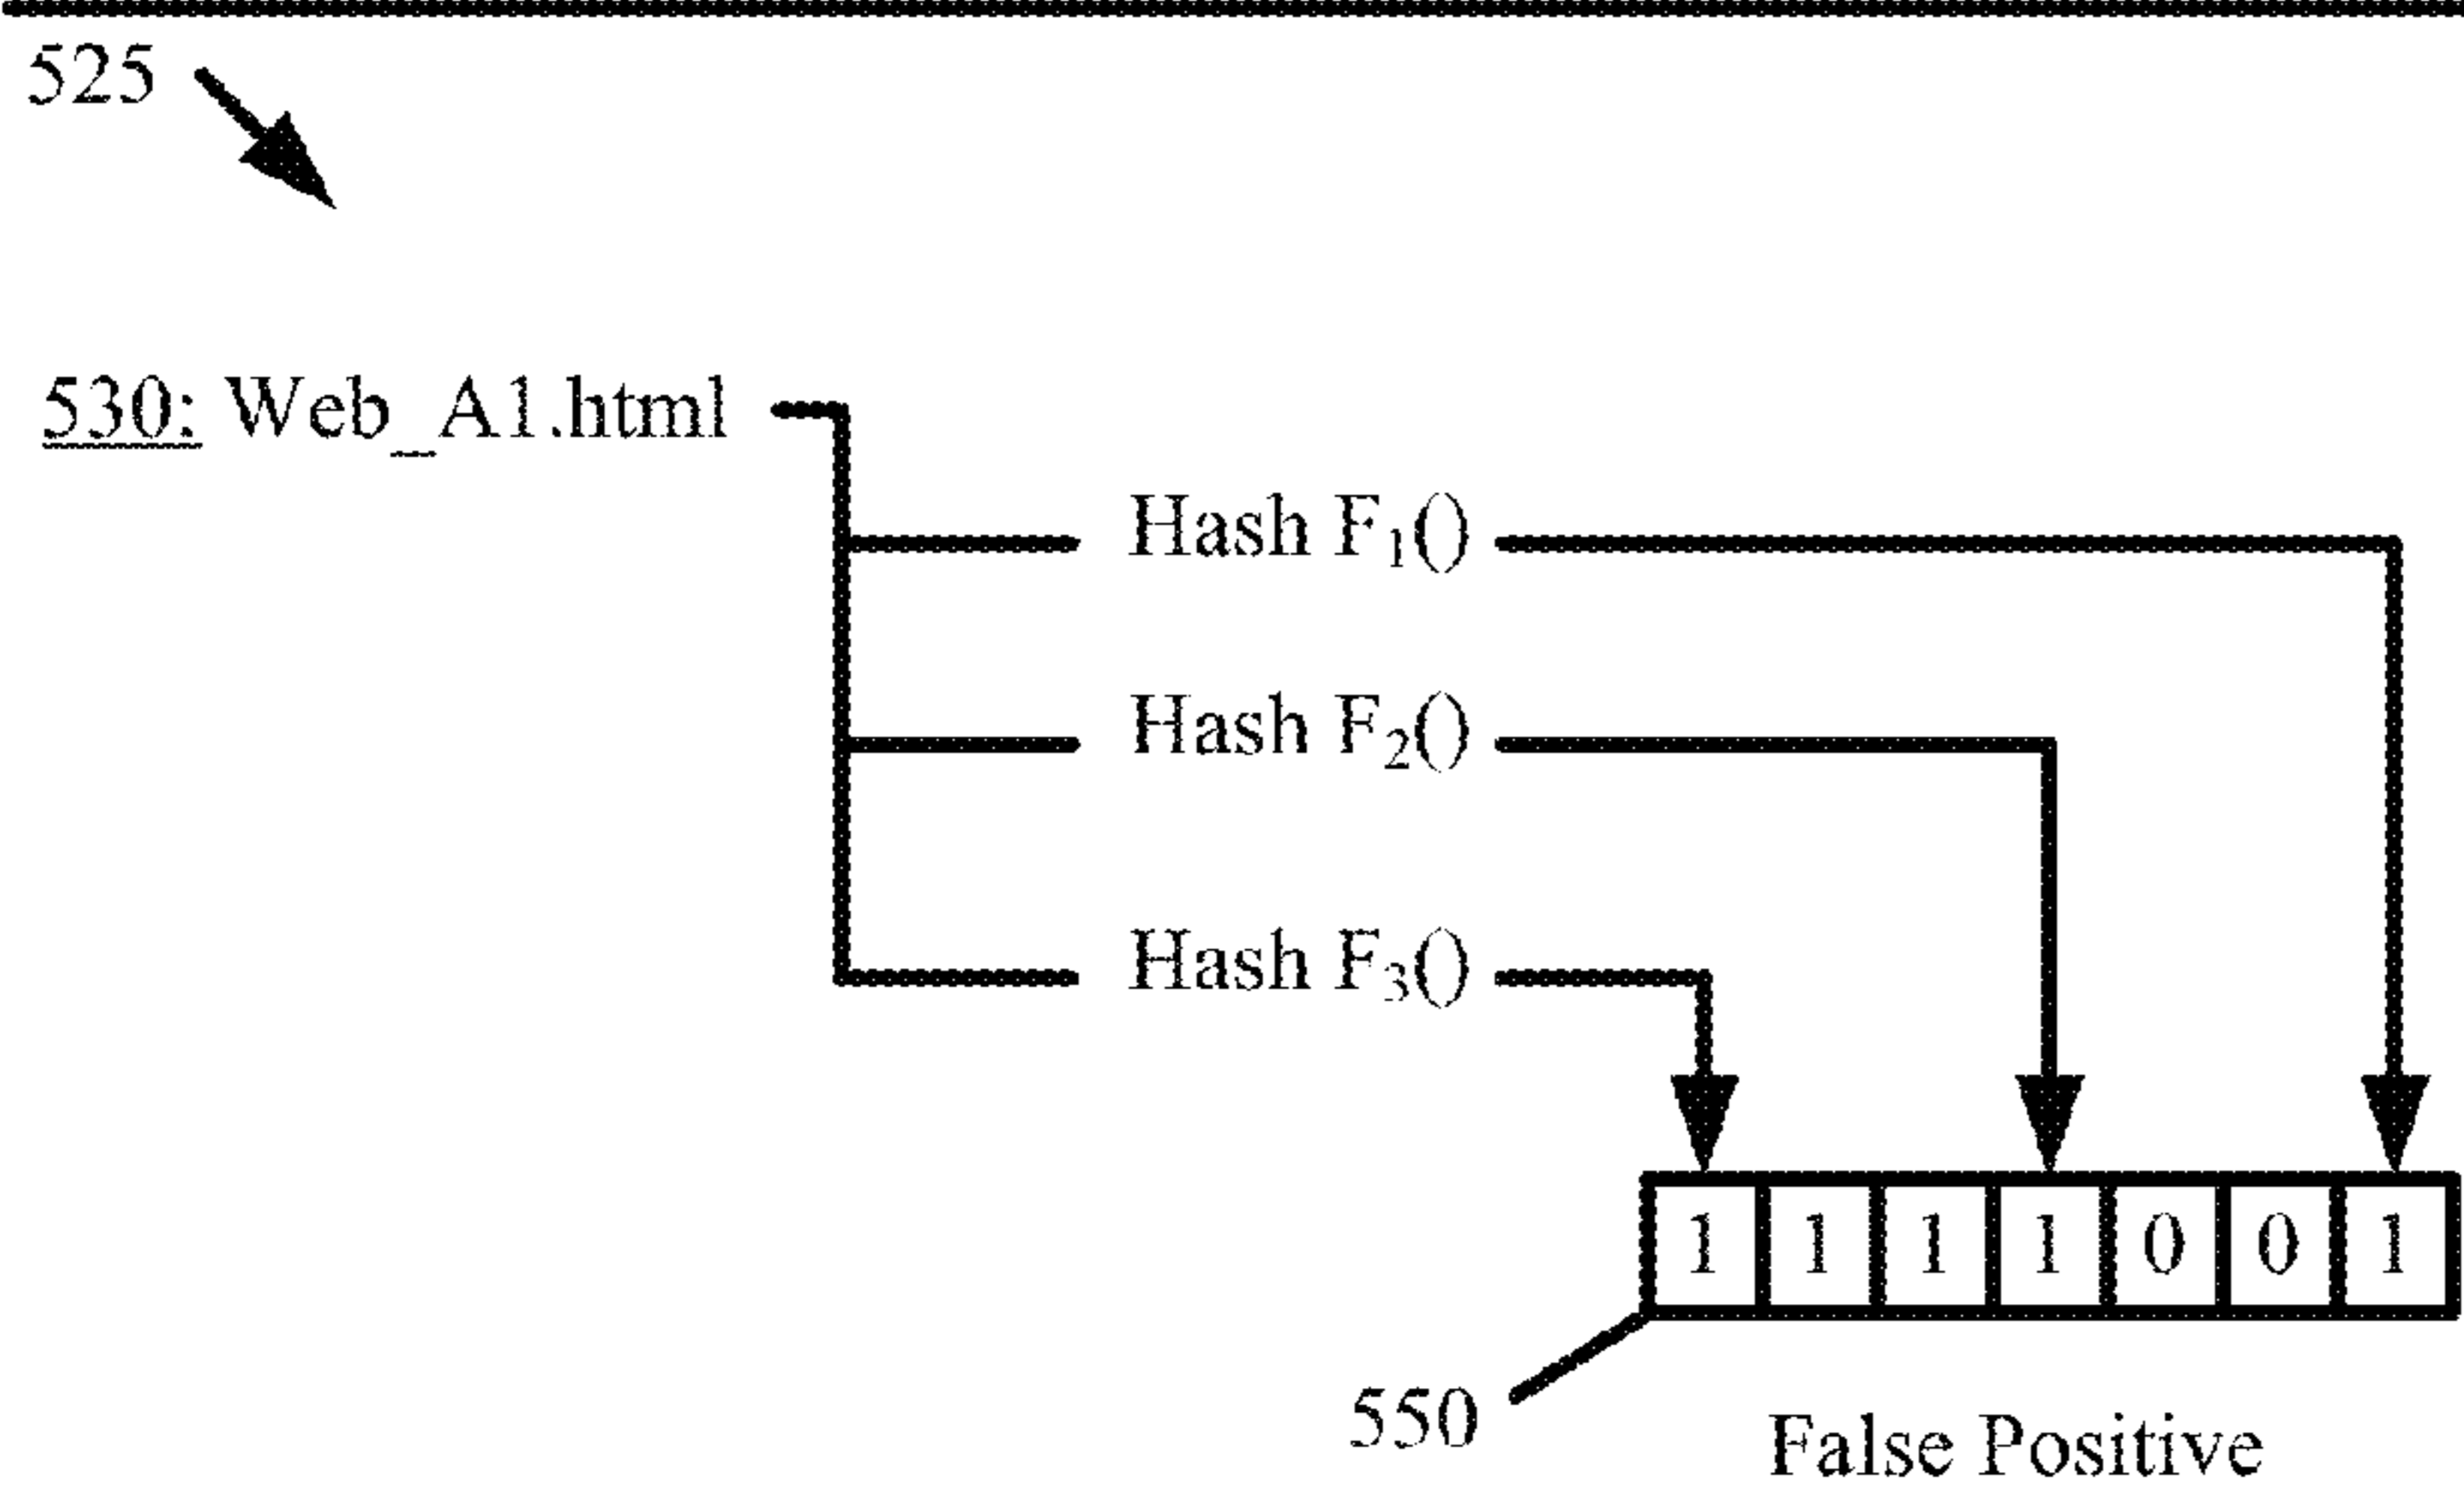 525
530: Web_A1.html
Hash F₁()
Hash F₂()
Hash F₃()
1 1 1 1 0 0 1
550
False Positive